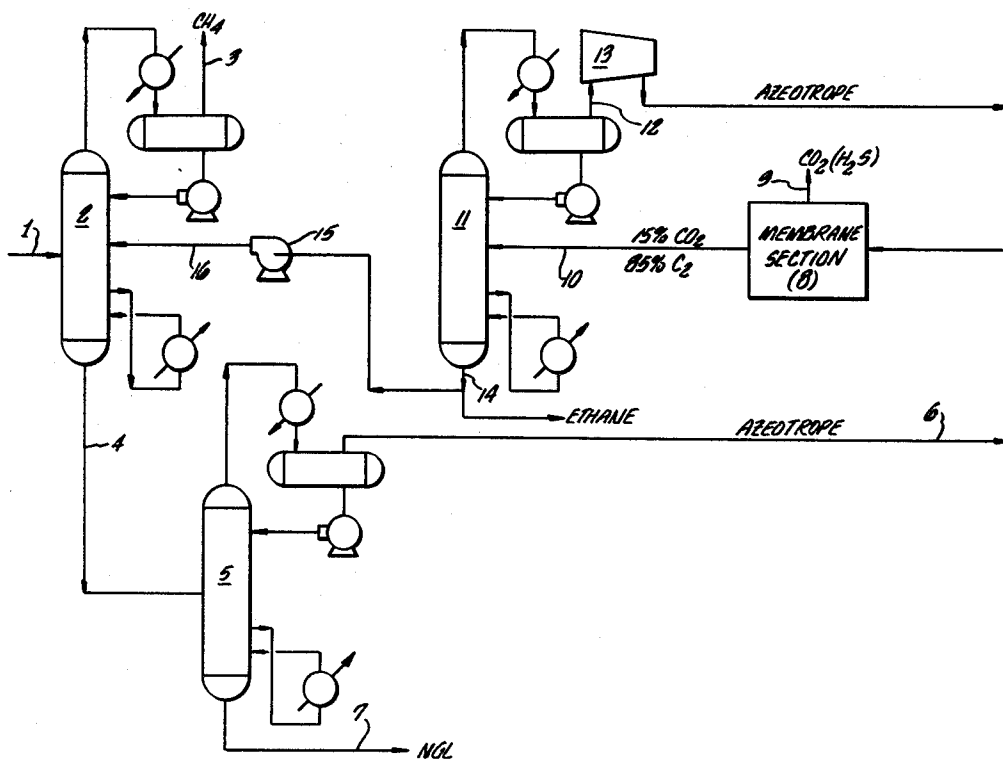 CH4
3
13
AZEOTROPE
12
CO2(H2S)
9
2
11
15
15% CO2
MEMBRANE
SECTION
(8)
1
16
10
85% C2
14
ETHANE
4
AZEOTROPE
6
5
7
NGL